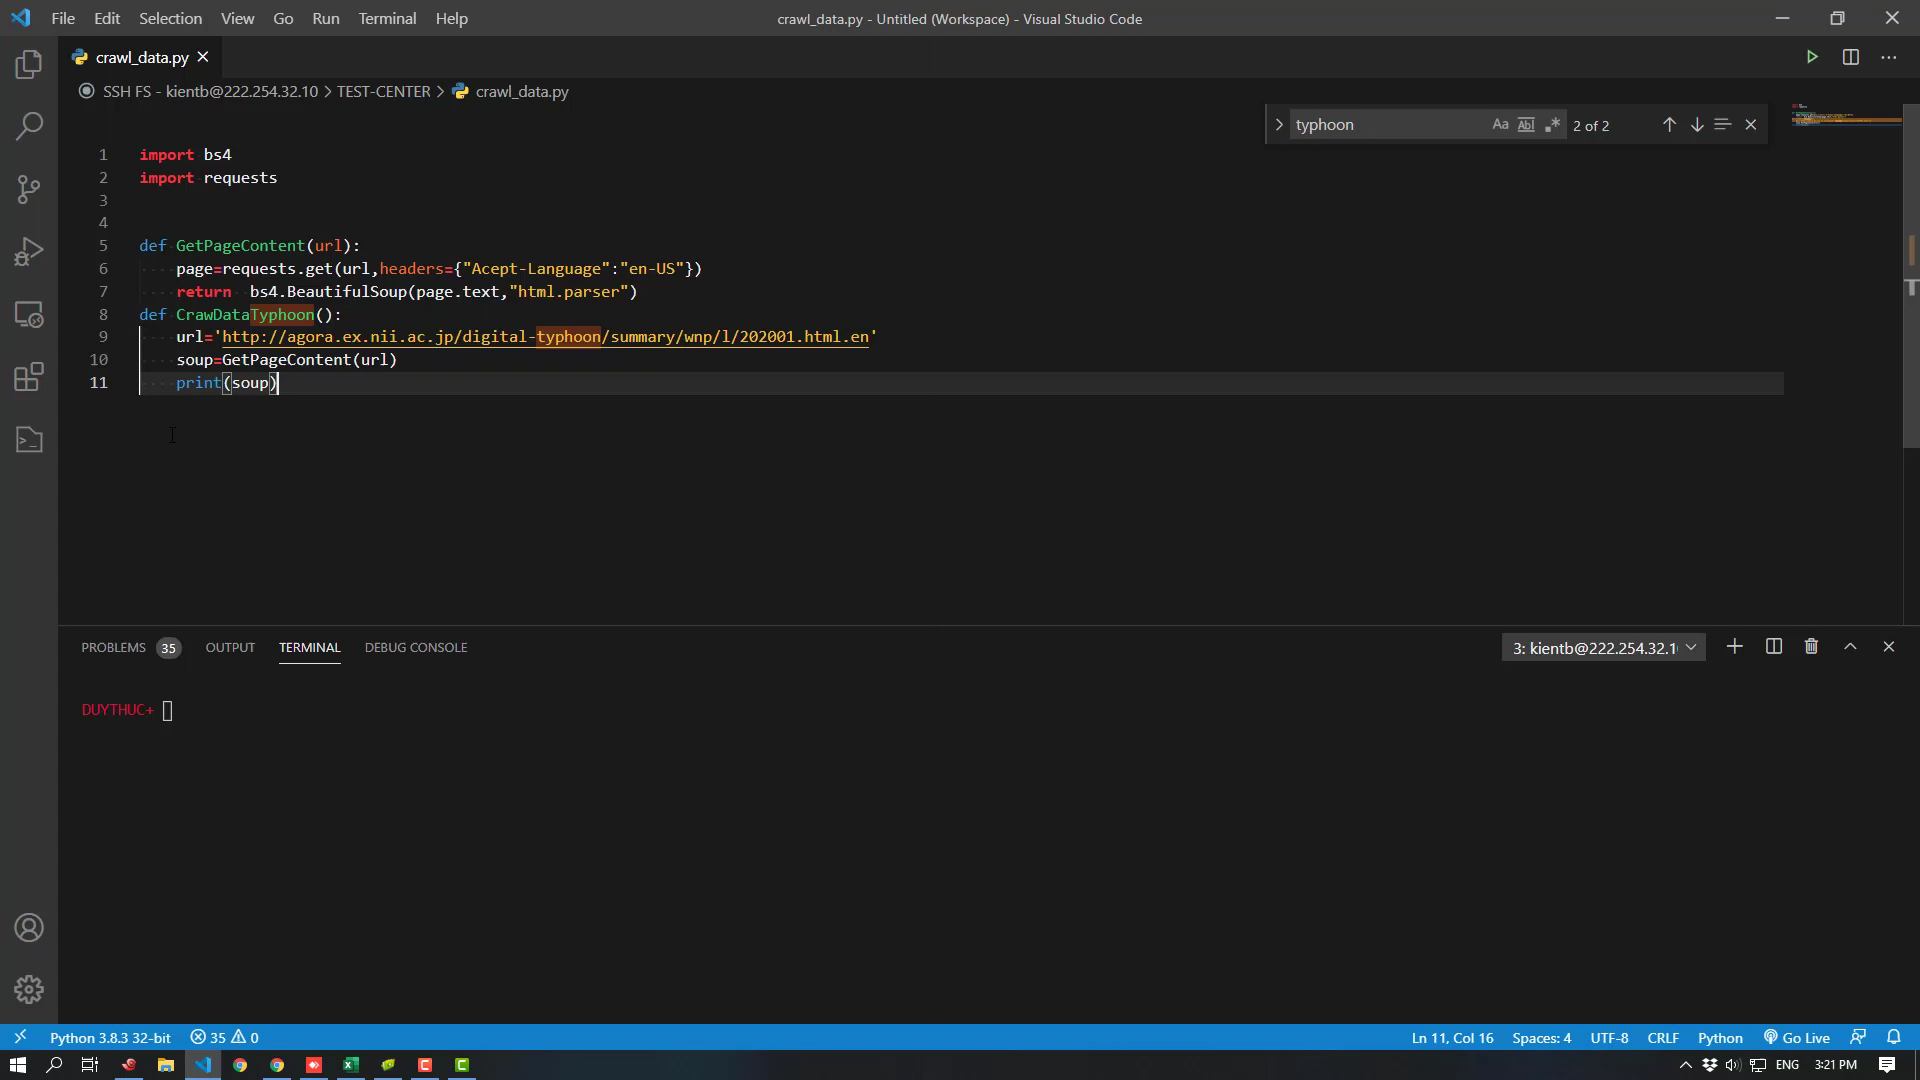 File Edit Selection View Go Run Terminal Help
crawl_data.py - Untitled (Workspace) - Visual Studio Code
crawl_data.py
SSH FS - kientb@222.254.32.10 > TEST-CENTER > crawl_data.py
typhoon Aa Ab 2 of 2
1 import bs4
2 import requests
3
4
5 def GetPageContent(url):
6 page=requests.get(url,headers={"Acept-Language":"en-US"})
7 return bs4.BeautifulSoup(page.text,"html.parser")
8 def CrawDataTyphoon():
9 url='http://agora.ex.nii.ac.jp/digital-typhoon/summary/wnp/l/202001.html.en'
10 soup=GetPageContent(url)
11 print(soup)
PROBLEMS 35 OUTPUT TERMINAL DEBUG CONSOLE
3: kientb@222.254.32.1
DUYTHUC+
Python 3.8.3 32-bit 35 0
Ln 11, Col 16 Spaces: 4 UTF-8 CRLF Python Go Live
ENG 3:21 PM